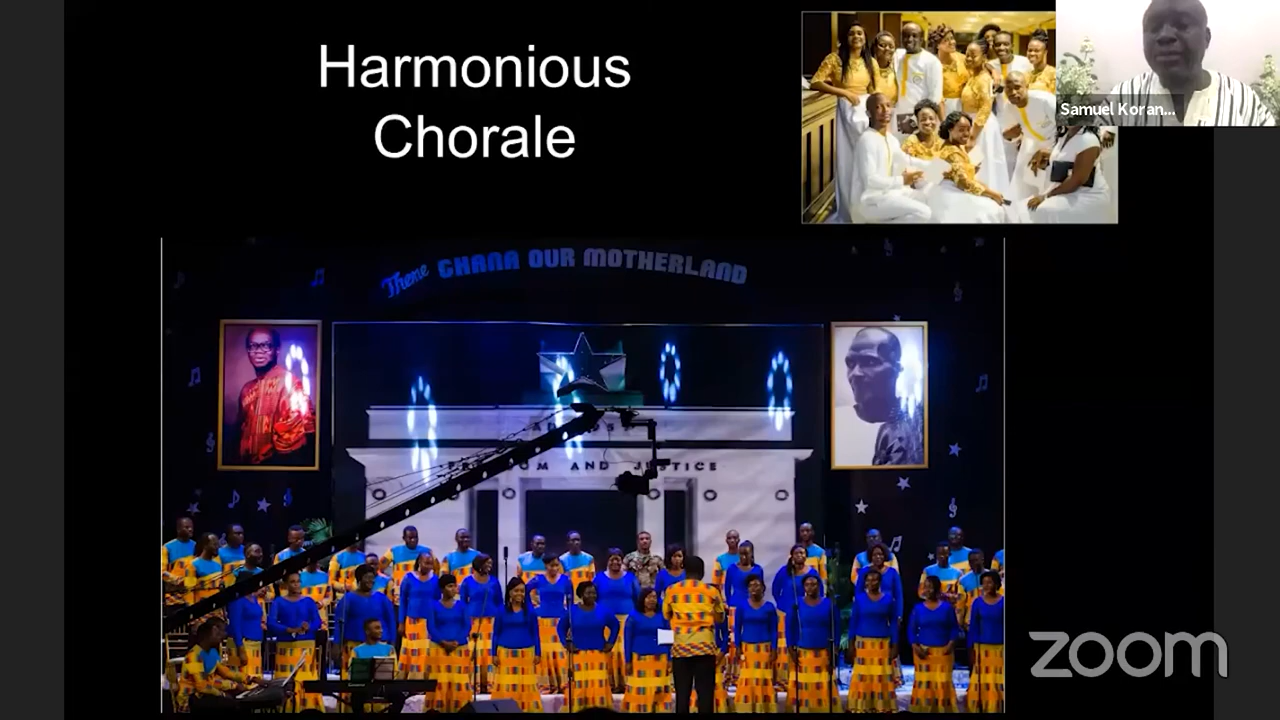 Harmonious
Chorale
Samuel Koran...
Theme GHANA OUR MOTHERLAND
FREEDOM AND JUSTICE
zoom